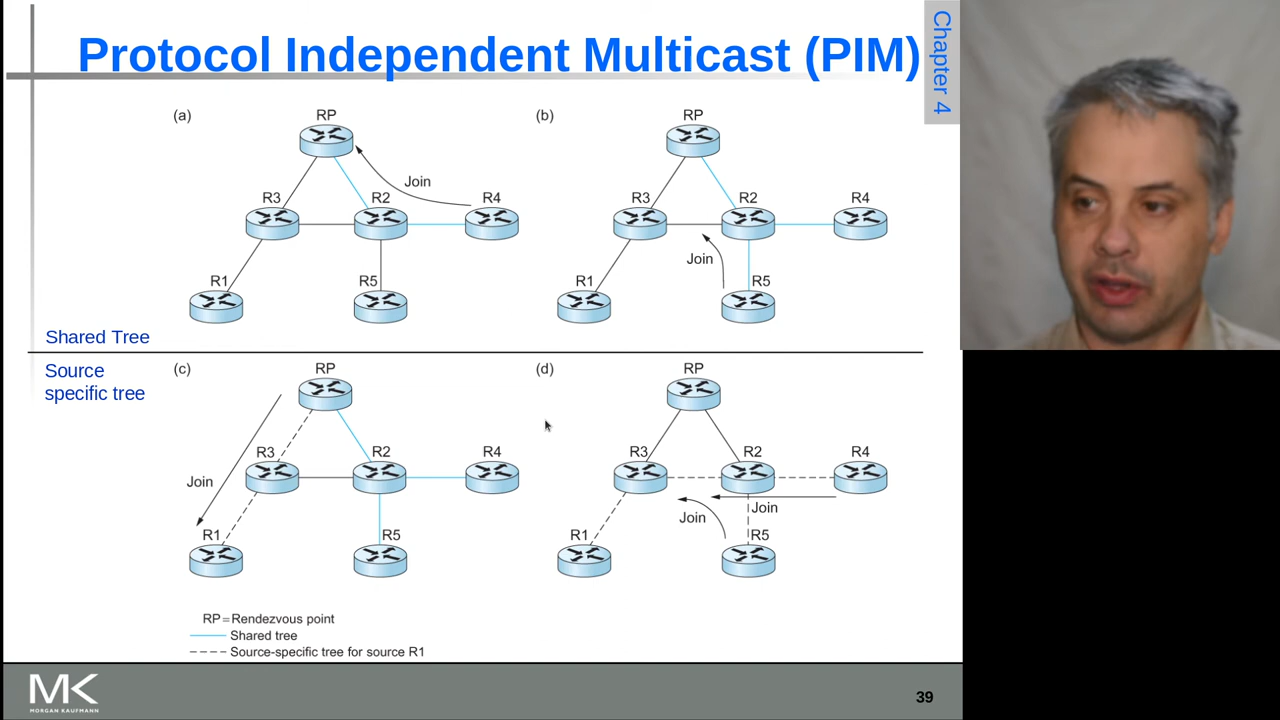 Protocol Independent Multicast (PIM)
Chapter 4
(a)
RP
Join
R3
R2
R4
R1
R5
(b)
RP
R3
R2
R4
Join
R1
R5
Shared Tree
Source
specific tree
(c)
RP
R3
R2
R4
Join
R1
R5
(d)
RP
R3
R2
R4
Join
Join
R1
R5
RP = Rendezvous point
Shared tree
Source-specific tree for source R1
MK
MORGAN KAUFMANN
39